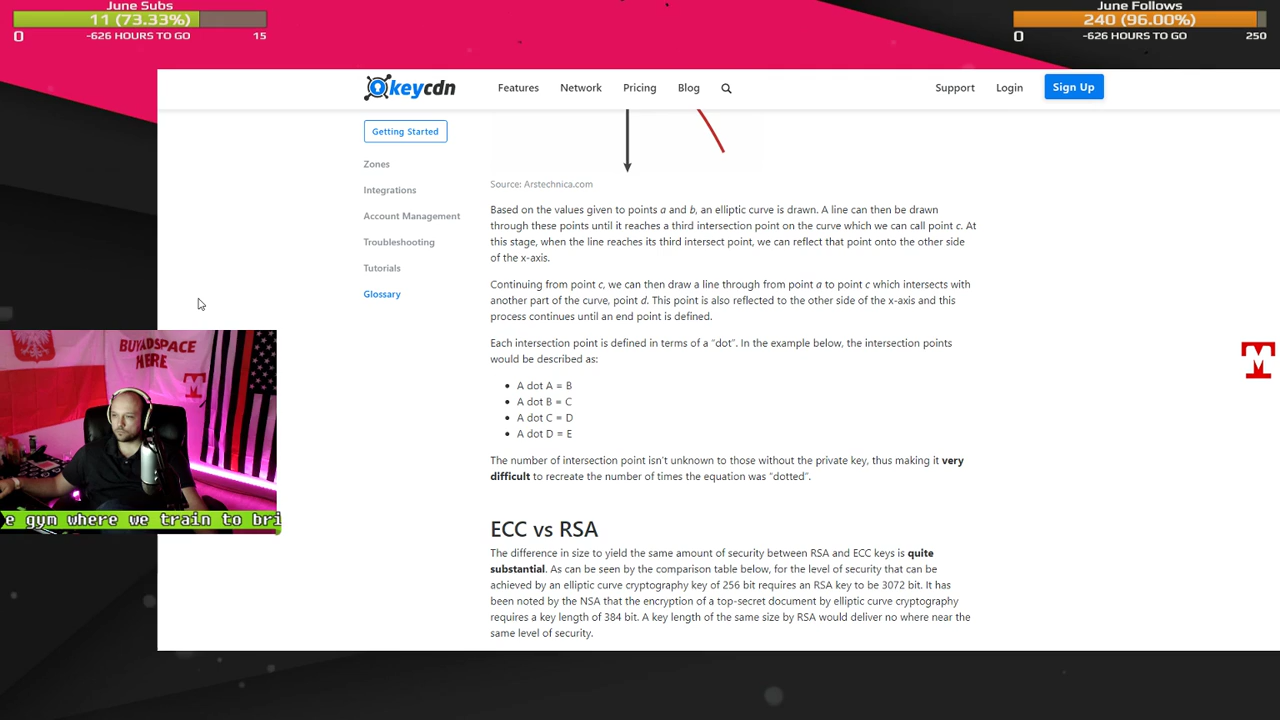 June Subs
11 (73.33%)
0
-626 HOURS TO GO
15
June Follows
240 (96.00%)
0
-626 HOURS TO GO
250
keycdn
Features
Network
Pricing
Blog
Support
Login
Sign Up
Getting Started
Zones
Integrations
Account Management
Troubleshooting
Tutorials
Glossary
Source: Arstechnica.com
Based on the values given to points a and b, an elliptic curve is drawn. A line can then be drawn
through these points until it reaches a third intersection point on the curve which we can call point c. At
this stage, when the line reaches its third intersect point, we can reflect that point onto the other side
of the x-axis.
Continuing from point c, we can then draw a line through from point a to point c which intersects with
another part of the curve, point d. This point is also reflected to the other side of the x-axis and this
process continues until an end point is defined.
Each intersection point is defined in terms of a "dot". In the example below, the intersection points
would be described as:
• A dot A = B
• A dot B = C
• A dot C = D
• A dot D = E
The number of intersection point isn't unknown to those without the private key, thus making it very
difficult to recreate the number of times the equation was "dotted".
ECC vs RSA
The difference in size to yield the same amount of security between RSA and ECC keys is quite
substantial. As can be seen by the comparison table below, for the level of security that can be
achieved by an elliptic curve cryptography key of 256 bit requires an RSA key to be 3072 bit. It has
been noted by the NSA that the encryption of a top-secret document by elliptic curve cryptography
requires a key length of 384 bit. A key length of the same size by RSA would deliver no where near the
same level of security.
BUY ADSPACE
HERE
e gym where we train to bri